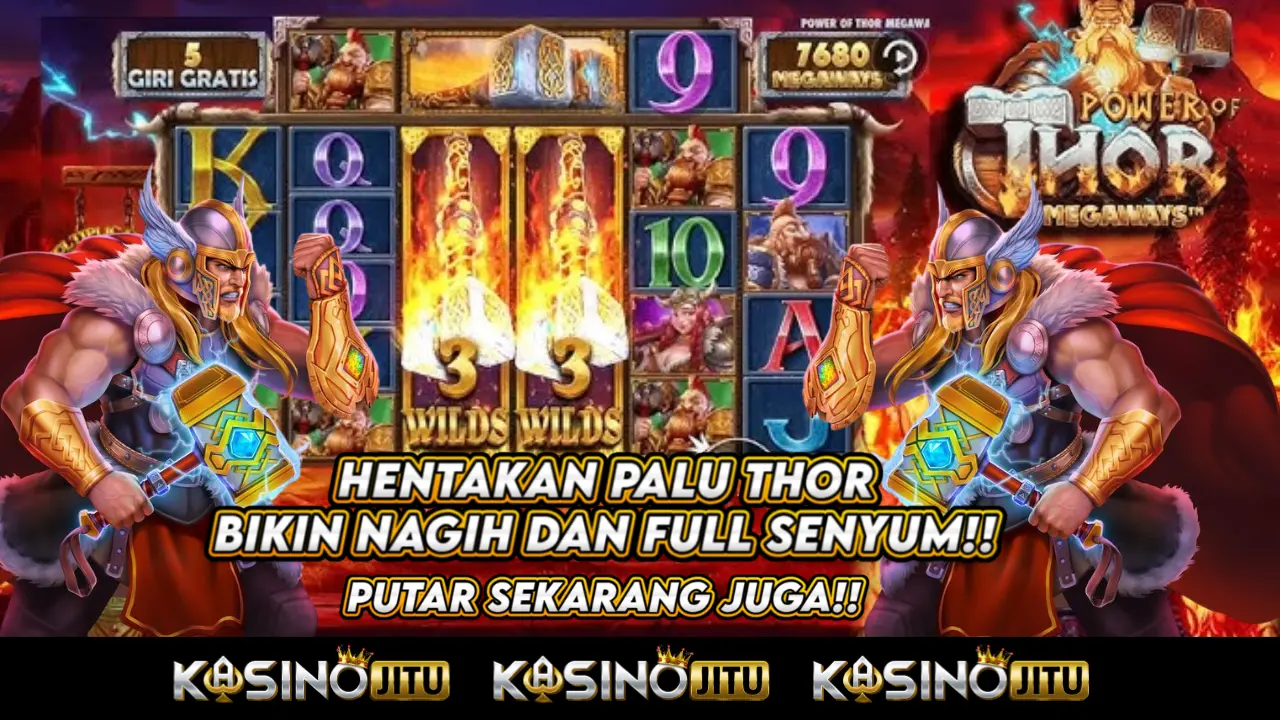 POWER OF THOR MEGAWA
5
GIRI GRATIS
7680
MEGAWAYS
9
K
Q
9
Q
10
A
J
3
WILDS
3
WILDS
POWER OF
THOR
MEGAWAYS™
HENTAKAN PALU THOR
BIKIN NAGIH DAN FULL SENYUM!!
PUTAR SEKARANG JUGA!!
KASINOJITU KASINOJITU KASINOJITU